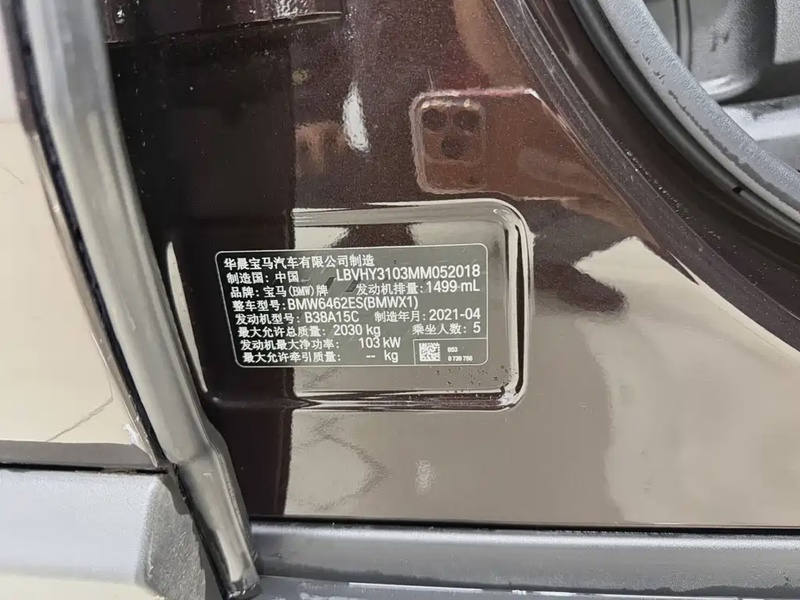 华晨宝马汽车有限公司制造
制造国: 中国 LBVHY3103MM052018
品牌: 宝马(BMW)牌 发动机排量: 1499 mL
整车型号: BMW6462ES(BMWX1)
发动机型号: B38A15C 制造年月: 2021-04
最大允许总质量: 2030 kg 乘坐人数: 5
发动机最大净功率: 103 kW
最大允许牵引质量: -- kg